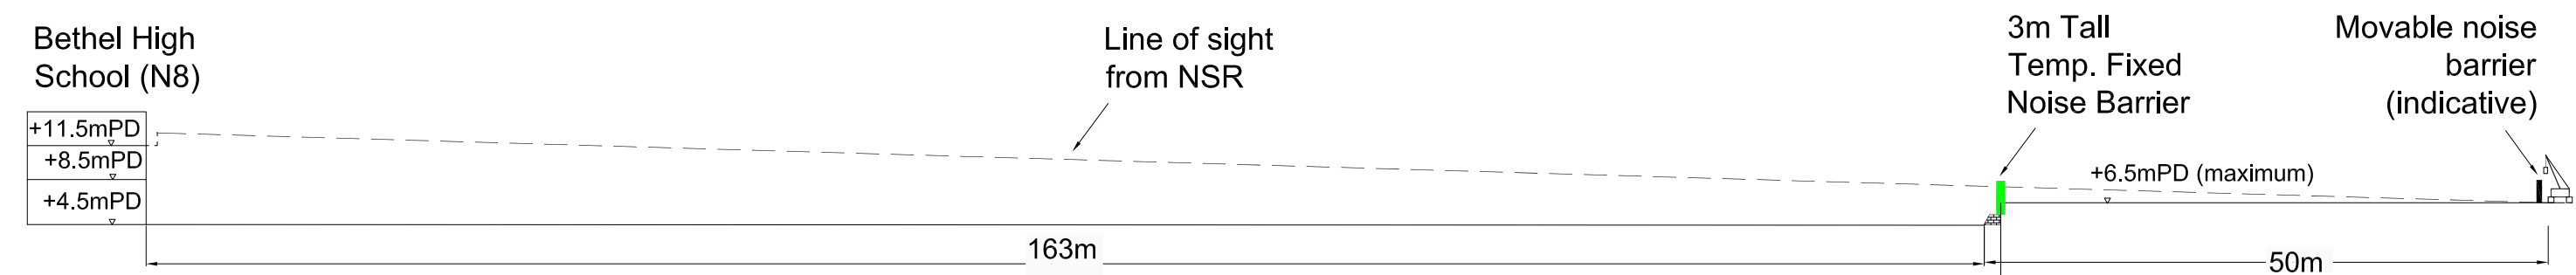 Bethel High
School (N8)
Line of sight
from NSR
3m Tall
Temp. Fixed
Noise Barrier
Movable noise
barrier
(indicative)
+11.5mPD
+8.5mPD
+4.5mPD
+6.5mPD (maximum)
163m
50m